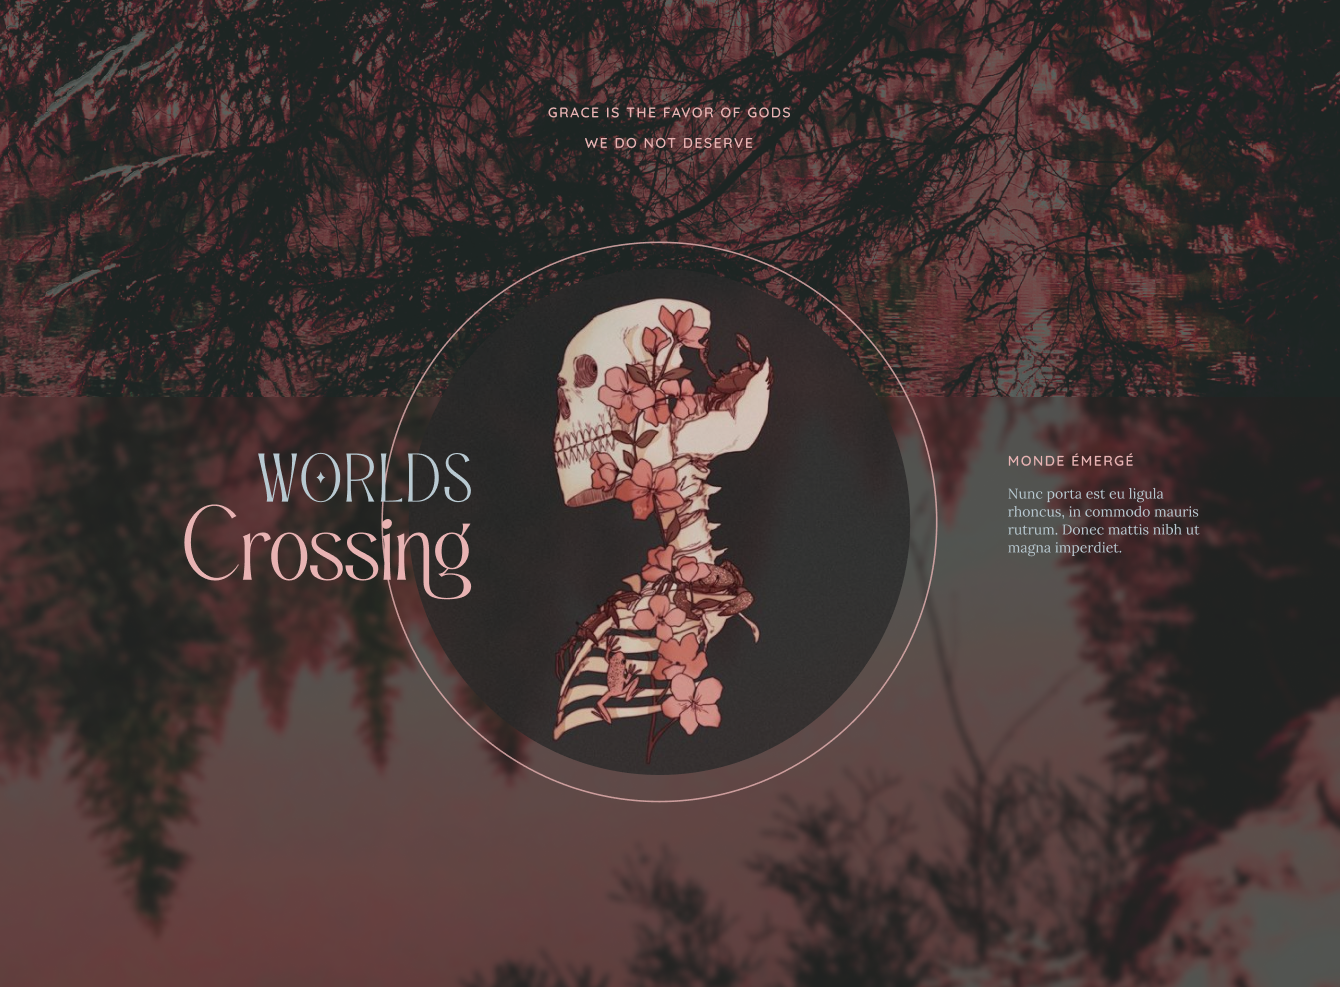 GRACE IS THE FAVOR OF GODS
WE DO NOT DESERVE
WORLDS
Crossing
MONDE ÉMERGÉ
Nunc porta est eu ligula
rhoncus, in commodo mauris
rutrum. Donec mattis nibh ut
magna imperdiet.